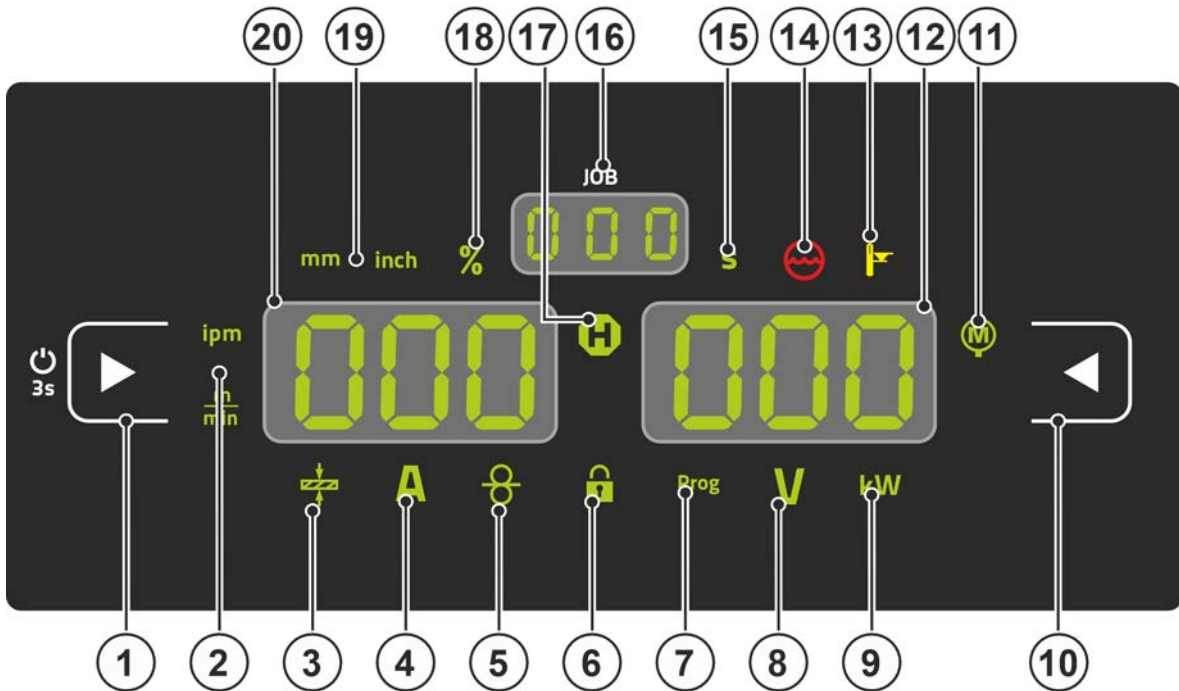 20 19 18 17 16 15 14 13 12 11
JOB
000
mm inch % s
ipm 000 H 000 M
3s
m
min
A Prog V kW
1 2 3 4 5 6 7 8 9 10